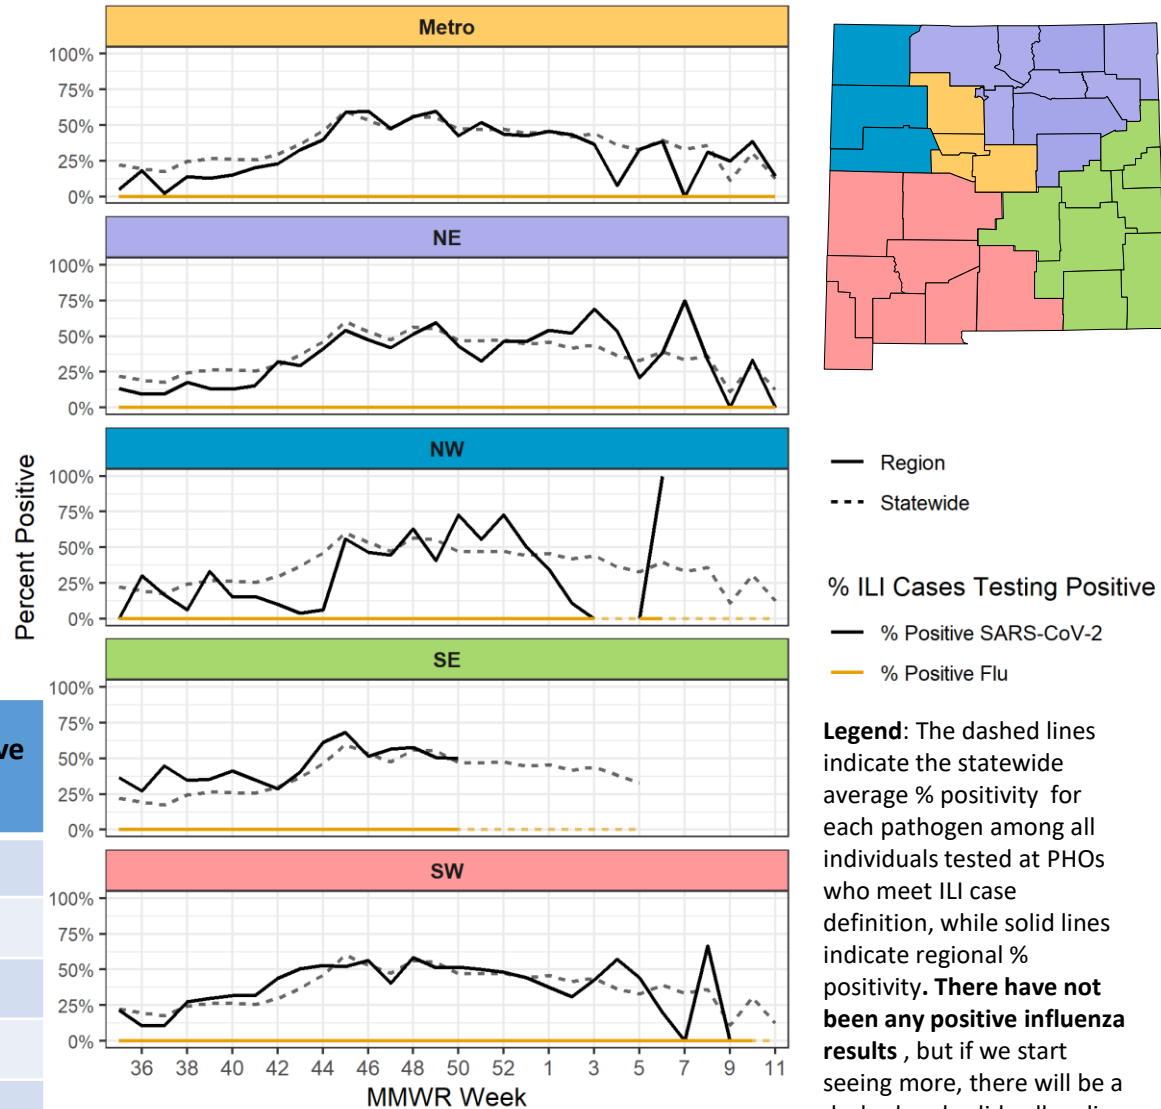 Metro
100%
75%
50%
25%
0%
NE
100%
75%
50%
25%
0%
NW
100%
75%
50%
25%
0%
SE
100%
75%
50%
25%
0%
SW
100%
75%
50%
25%
0%
36 38 40 42 44 46 48 50 52 1 3 5 7 9 11
MMWR Week
Percent Positive
ve
Region
Statewide
% ILI Cases Testing Positive
% Positive SARS-CoV-2
% Positive Flu
Legend: The dashed lines
indicate the statewide
average % positivity for
each pathogen among all
individuals tested at PHOs
who meet ILI case
definition, while solid lines
indicate regional %
positivity. There have not
been any positive influenza
results , but if we start
seeing more, there will be a